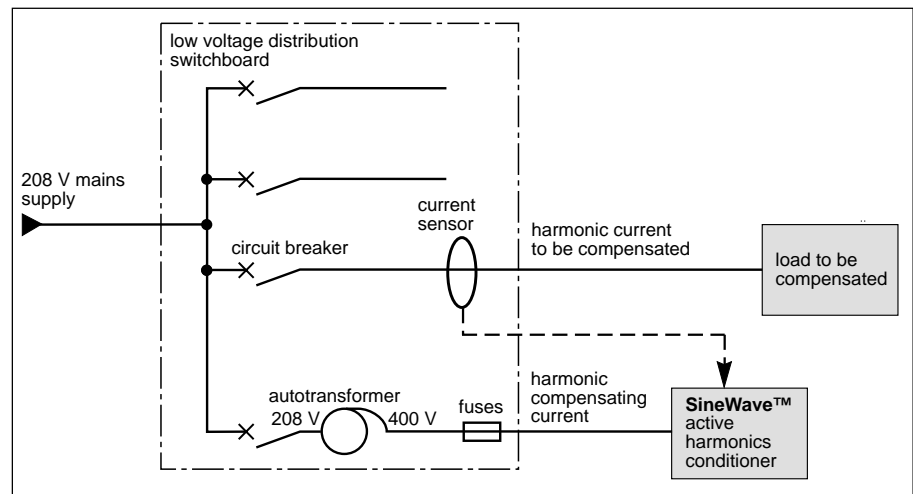 low voltage distribution
switchboard
208 V mains
supply
current
sensor
harmonic current
to be compensated
circuit breaker
load to be
compensated
autotransformer
208 V
400 V
fuses
harmonic
compensating
current
SineWave™
active
harmonics
conditioner